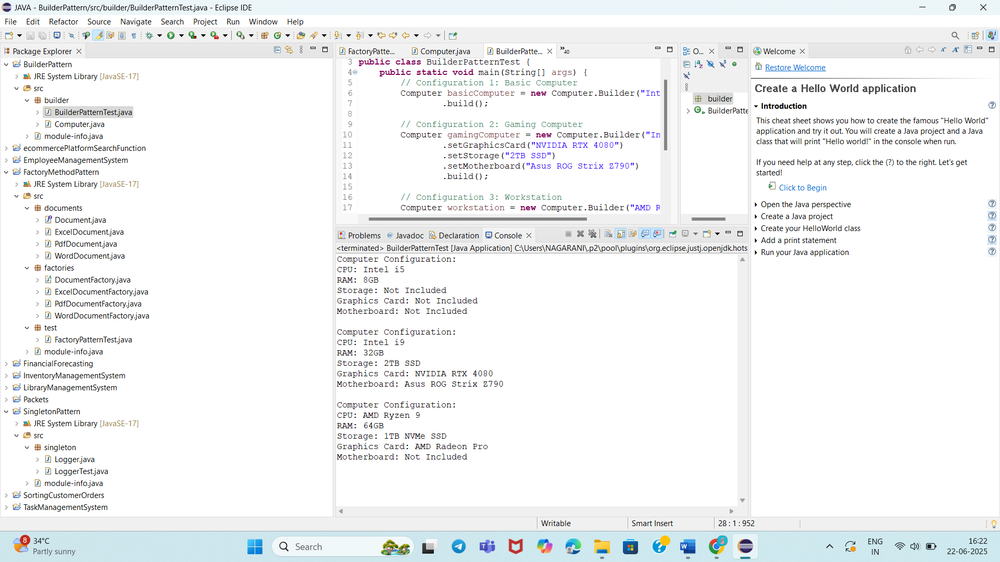 JAVA - BuilderPattern/src/builder/BuilderPatternTest.java - Eclipse IDE
File Edit Refactor Source Navigate Search Project Run Window Help
Package Explorer
BuilderPattern
JRE System Library [JavaSE-17]
src
builder
BuilderPatternTest.java
Computer.java
module-info.java
ecommercePlatformSearchFunction
EmployeeManagementSystem
FactoryMethodPattern
JRE System Library [JavaSE-17]
src
documents
Document.java
ExcelDocument.java
PdfDocument.java
WordDocument.java
factories
DocumentFactory.java
ExcelDocumentFactory.java
PdfDocumentFactory.java
WordDocumentFactory.java
test
FactoryPatternTest.java
module-info.java
FinancialForecasting
InventoryManagementSystem
LibraryManagementSystem
Packets
SingletonPattern
JRE System Library [JavaSE-17]
src
singleton
Logger.java
LoggerTest.java
module-info.java
SortingCustomerOrders
TaskManagementSystem
FactoryPatte... Computer.java BuilderPatte... 40
3 public class BuilderPatternTest {
4 public static void main(String[] args) {
5 // Configuration 1: Basic Computer
6 Computer basicComputer = new Computer.Builder("Int
7 .build();
8
9 // Configuration 2: Gaming Computer
10 Computer gamingComputer = new Computer.Builder("In
11 .setGraphicsCard("NVIDIA RTX 4080")
12 .setStorage("2TB SSD")
13 .setMotherboard("Asus ROG Strix Z790")
14 .build();
15
16 // Configuration 3: Workstation
17 Computer workstation = new Computer.Builder("AMD R
O...
builder
BuilderPatte
Problems Javadoc Declaration Console
<terminated> BuilderPatternTest [Java Application] C:\Users\NAGARANI\.p2\pool\plugins\org.eclipse.justj.openjdk.hots
Computer Configuration:
CPU: Intel i5
RAM: 8GB
Storage: Not Included
Graphics Card: Not Included
Motherboard: Not Included
Computer Configuration:
CPU: Intel i9
RAM: 32GB
Storage: 2TB SSD
Graphics Card: NVIDIA RTX 4080
Motherboard: Asus ROG Strix Z790
Computer Configuration:
CPU: AMD Ryzen 9
RAM: 64GB
Storage: 1TB NVMe SSD
Graphics Card: AMD Radeon Pro
Motherboard: Not Included
Welcome
Restore Welcome
Create a Hello World application
Introduction
This cheat sheet shows you how to create the famous "Hello World"
application and try it out. You will create a Java project and a Java
class that will print "Hello world!" in the console when run.
If you need help at any step, click the (?) to the right. Let's get
started!
Click to Begin
Open the Java perspective
Create a Java project
Create your HelloWorld class
Add a print statement
Run your Java application
Writable Smart Insert 28 : 1 : 952
8
34°C
Partly sunny
Search
ENG
IN
16:22
22-06-2025